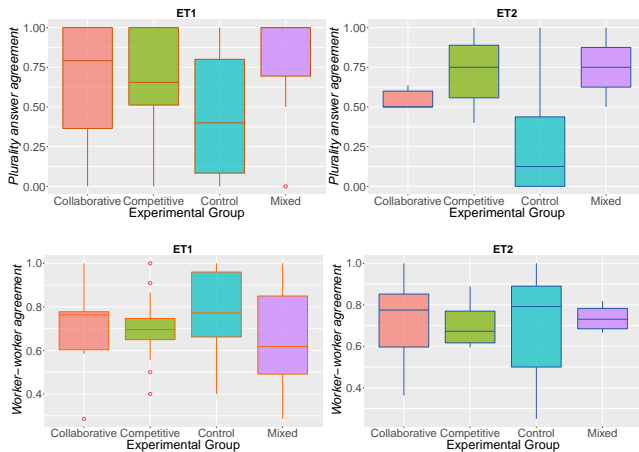 ET1
Plurality answer agreement
1.00
0.75
0.50
0.25
0.00
Collaborative Competitive Control Mixed
Experimental Group
ET2
Plurality answer agreement
1.00
0.75
0.50
0.25
0.00
Collaborative Competitive Control Mixed
Experimental Group
ET1
Worker−worker agreement
1.0
0.8
0.6
0.4
Collaborative Competitive Control Mixed
Experimental Group
ET2
Worker−worker agreement
1.0
0.8
0.6
0.4
Collaborative Competitive Control Mixed
Experimental Group